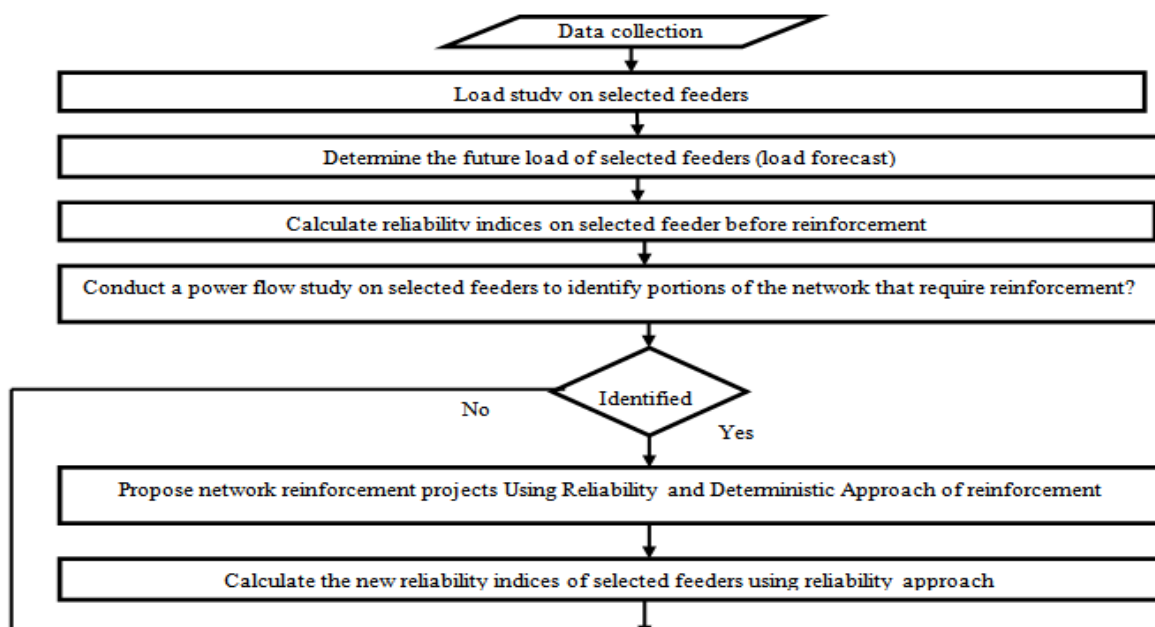 Data collection
Load study on selected feeders
Determine the future load of selected feeders (load forecast)
Calculate reliability indices on selected feeder before reinforcement
Conduct a power flow study on selected feeders to identify portions of the network that require reinforcement?
Identified
No
Yes
Propose network reinforcement projects Using Reliability and Deterministic Approach of reinforcement
Calculate the new reliability indices of selected feeders using reliability approach